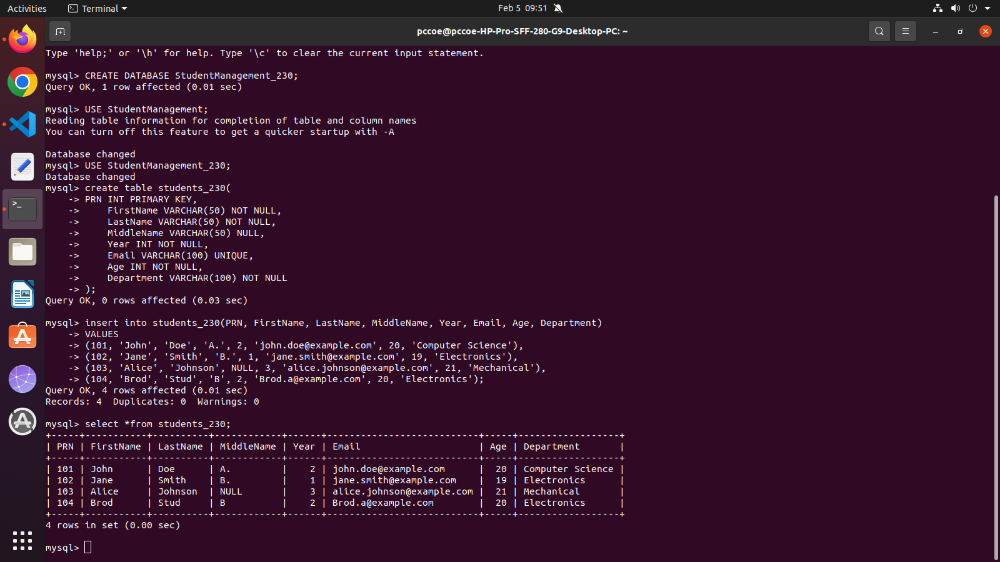 Activities
Terminal
Feb 5 09:51
pccoe@pccoe-HP-Pro-SFF-280-G9-Desktop-PC: ~
Type 'help;' or '\h' for help. Type '\c' to clear the current input statement.
mysql> CREATE DATABASE StudentManagement_230;
Query OK, 1 row affected (0.01 sec)
mysql> USE StudentManagement;
Reading table information for completion of table and column names
You can turn off this feature to get a quicker startup with -A
Database changed
mysql> USE StudentManagement_230;
Database changed
mysql> create table students_230(
    -> PRN INT PRIMARY KEY,
    ->     FirstName VARCHAR(50) NOT NULL,
    ->     LastName VARCHAR(50) NOT NULL,
    ->     MiddleName VARCHAR(50) NULL,
    ->     Year INT NOT NULL,
    ->     Email VARCHAR(100) UNIQUE,
    ->     Age INT NOT NULL,
    ->     Department VARCHAR(100) NOT NULL
    -> );
Query OK, 0 rows affected (0.03 sec)
mysql> insert into students_230(PRN, FirstName, LastName, MiddleName, Year, Email, Age, Department)
    -> VALUES
    -> (101, 'John', 'Doe', 'A.', 2, 'john.doe@example.com', 20, 'Computer Science'),
    -> (102, 'Jane', 'Smith', 'B.', 1, 'jane.smith@example.com', 19, 'Electronics'),
    -> (103, 'Alice', 'Johnson', NULL, 3, 'alice.johnson@example.com', 21, 'Mechanical'),
    -> (104, 'Brod', 'Stud', 'B', 2, 'Brod.a@example.com', 20, 'Electronics');
Query OK, 4 rows affected (0.01 sec)
Records: 4  Duplicates: 0  Warnings: 0
mysql> select *from students_230;
+-----+-----------+----------+------------+------+---------------------------+-----+------------------+
| PRN | FirstName | LastName | MiddleName | Year | Email                     | Age | Department       |
+-----+-----------+----------+------------+------+---------------------------+-----+------------------+
| 101 | John      | Doe      | A.         |    2 | john.doe@example.com      |  20 | Computer Science |
| 102 | Jane      | Smith    | B.         |    1 | jane.smith@example.com    |  19 | Electronics      |
| 103 | Alice     | Johnson  | NULL       |    3 | alice.johnson@example.com |  21 | Mechanical       |
| 104 | Brod      | Stud     | B          |    2 | Brod.a@example.com        |  20 | Electronics      |
+-----+-----------+----------+------------+------+---------------------------+-----+------------------+
4 rows in set (0.00 sec)
mysql>